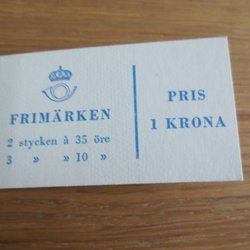 FRIMÄRKEN
2 stycken à 35 öre
3 " " 10 "
PRIS
1 KRONA